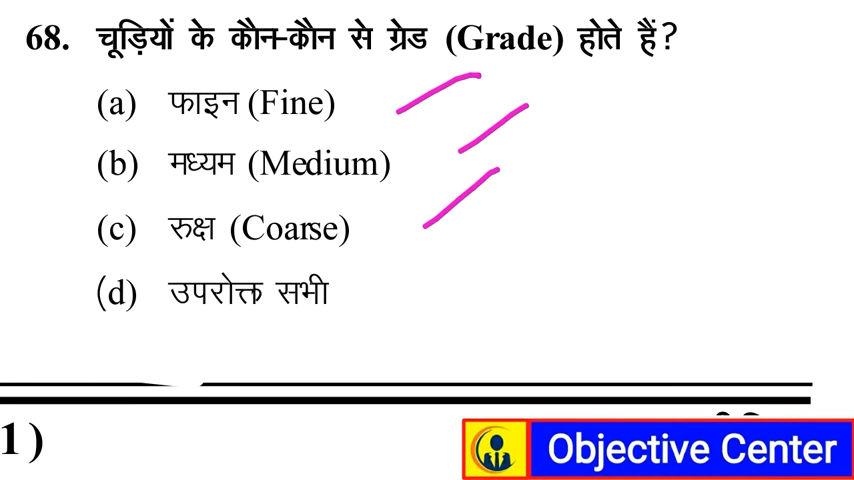 68. चूड़ियों के कौन-कौन से ग्रेड (Grade) होते हैं?
(a) फाइन (Fine)
(b) मध्यम (Medium)
(c) रुक्ष (Coarse)
(d) उपरोक्त सभी
1)
Objective Center